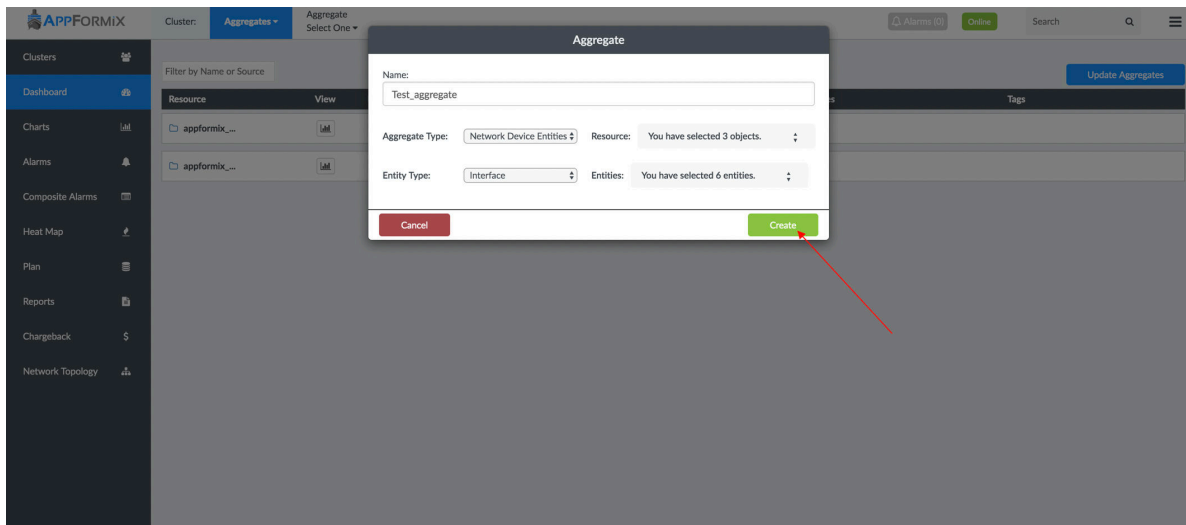 APPFORMIX
Cluster:
Aggregates
Aggregate
Select One
Alarms (0)
Online
Search
Clusters
Dashboard
Charts
Alarms
Composite Alarms
Heat Map
Plan
Reports
Chargeback
$
Network Topology
Filter by Name or Source
Update Aggregates
Resource View es Tags
appformix_...
appformix_...
Aggregate
Name:
Test_aggregate
Aggregate Type: Network Device Entities Resource: You have selected 3 objects.
Entity Type: Interface Entities: You have selected 6 entities.
Cancel Create